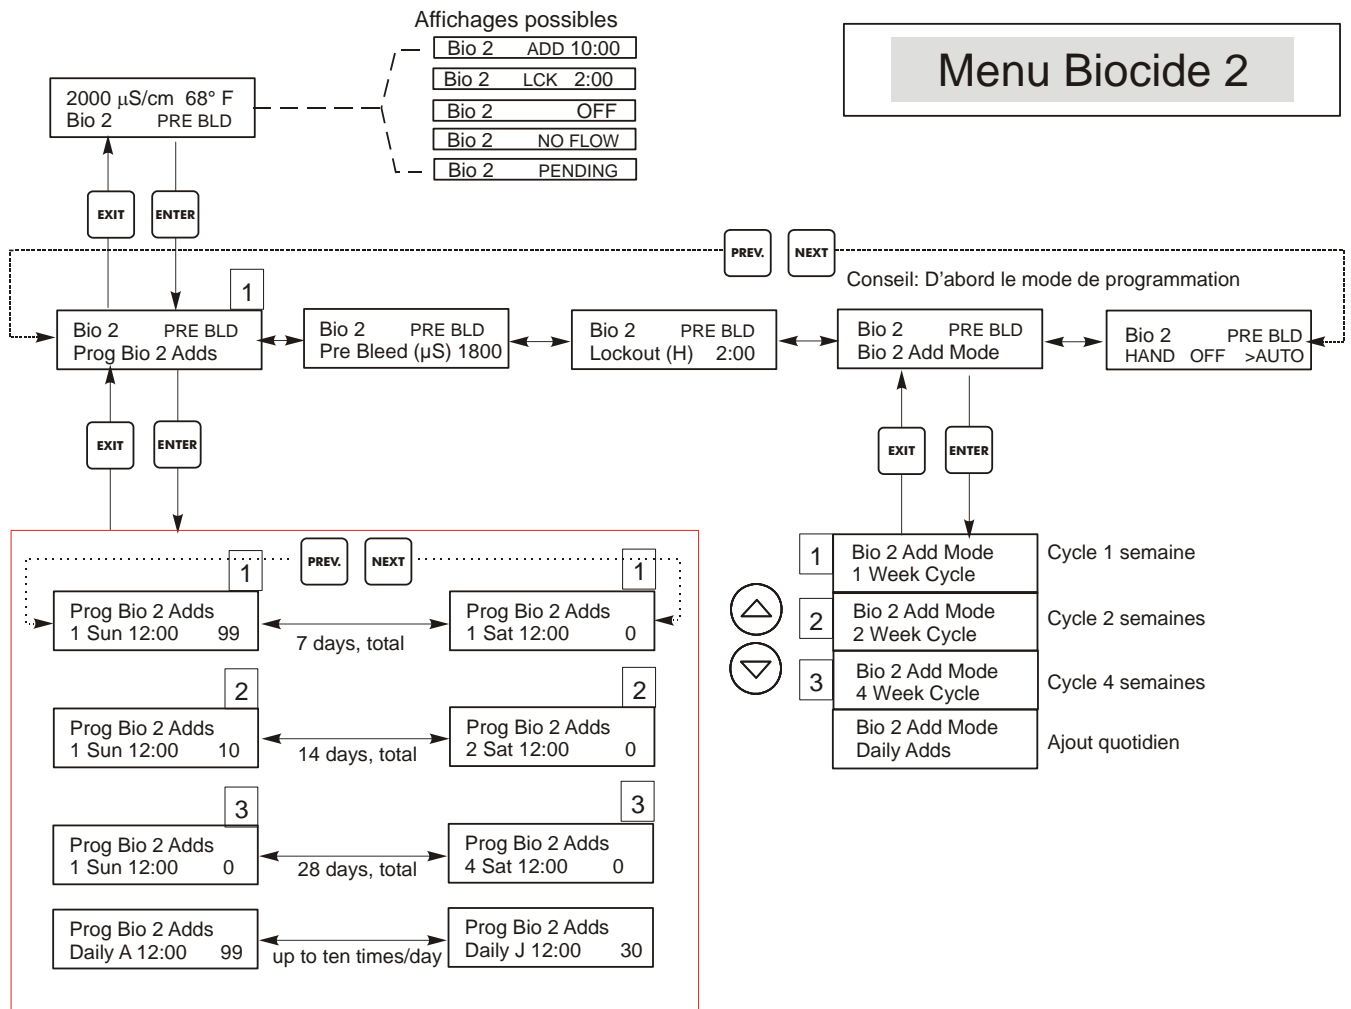 Affichages possibles
Menu Biocide 2
Bio 2 ADD 10:00
Bio 2 LCK 2:00
Bio 2 OFF
Bio 2 NO FLOW
Bio 2 PENDING
2000 µS/cm 68° F
Bio 2 PRE BLD
EXIT
ENTER
PREV.
NEXT
Conseil: D'abord le mode de programmation
1
Bio 2 PRE BLD
Prog Bio 2 Adds
Bio 2 PRE BLD
Pre Bleed (µS) 1800
Bio 2 PRE BLD
Lockout (H) 2:00
Bio 2 PRE BLD
Bio 2 Add Mode
Bio 2 PRE BLD
HAND OFF >AUTO
EXIT
ENTER
EXIT
ENTER
PREV.
NEXT
1
Prog Bio 2 Adds
1 Sun 12:00 99
7 days, total
1
Prog Bio 2 Adds
1 Sat 12:00 0
2
Prog Bio 2 Adds
1 Sun 12:00 10
14 days, total
2
Prog Bio 2 Adds
2 Sat 12:00 0
3
Prog Bio 2 Adds
1 Sun 12:00 0
28 days, total
3
Prog Bio 2 Adds
4 Sat 12:00 0
Prog Bio 2 Adds
Daily A 12:00 99
up to ten times/day
Prog Bio 2 Adds
Daily J 12:00 30
1
Bio 2 Add Mode
1 Week Cycle
Cycle 1 semaine
2
Bio 2 Add Mode
2 Week Cycle
Cycle 2 semaines
3
Bio 2 Add Mode
4 Week Cycle
Cycle 4 semaines
Bio 2 Add Mode
Daily Adds
Ajout quotidien